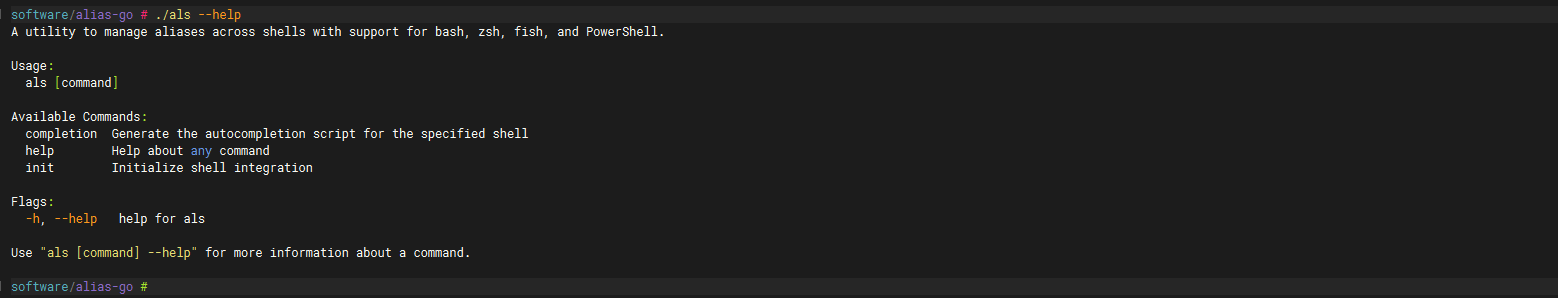 software/alias-go # ./als --help
A utility to manage aliases across shells with support for bash, zsh, fish, and PowerShell.
Usage:
als [command]
Available Commands:
completion  Generate the autocompletion script for the specified shell
help        Help about any command
init        Initialize shell integration
Flags:
-h, --help   help for als
Use "als [command] --help" for more information about a command.
software/alias-go #